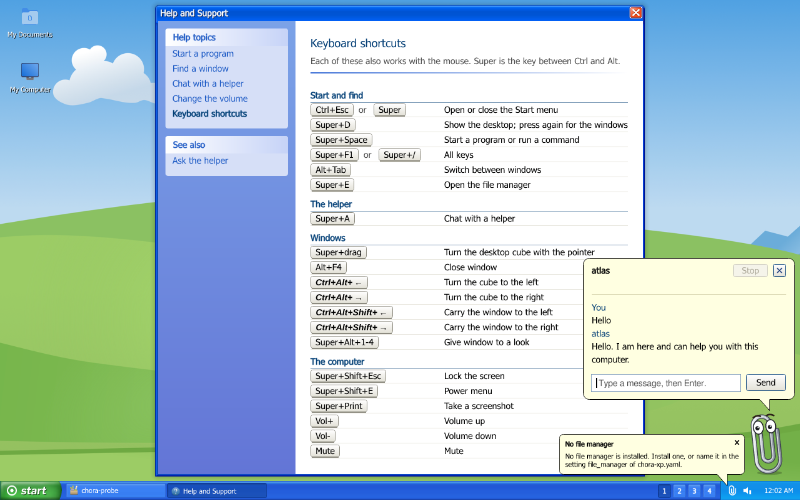 Help and Support
My Documents
My Computer
Help topics
Start a program
Find a window
Chat with a helper
Change the volume
Keyboard shortcuts
See also
Ask the helper
Keyboard shortcuts
Each of these also works with the mouse. Super is the key between Ctrl and Alt.
Start and find
Ctrl+Esc or Super Open or close the Start menu
Super+D Show the desktop; press again for the windows
Super+Space Start a program or run a command
Super+F1 or Super+/ All keys
Alt+Tab Switch between windows
Super+E Open the file manager
The helper
Super+A Chat with a helper
Windows
Super+drag Turn the desktop cube with the pointer
Alt+F4 Close window
Ctrl+Alt+ ← Turn the cube to the left
Ctrl+Alt+ → Turn the cube to the right
Ctrl+Alt+Shift+ ← Carry the window to the left
Ctrl+Alt+Shift+ → Carry the window to the right
Super+Alt+1-4 Give window to a look
The computer
Super+Shift+Esc Lock the screen
Super+Shift+E Power menu
Super+Print Take a screenshot
Vol+ Volume up
Vol- Volume down
Mute Mute
atlas Stop
You
Hello
atlas
Hello. I am here and can help you with this
computer.
Type a message, then Enter. Send
No file manager
No file manager is installed. Install one, or name it in the
setting file_manager of chora-xp.yaml.
start chora-probe Help and Support 1 2 3 4 12:02 AM